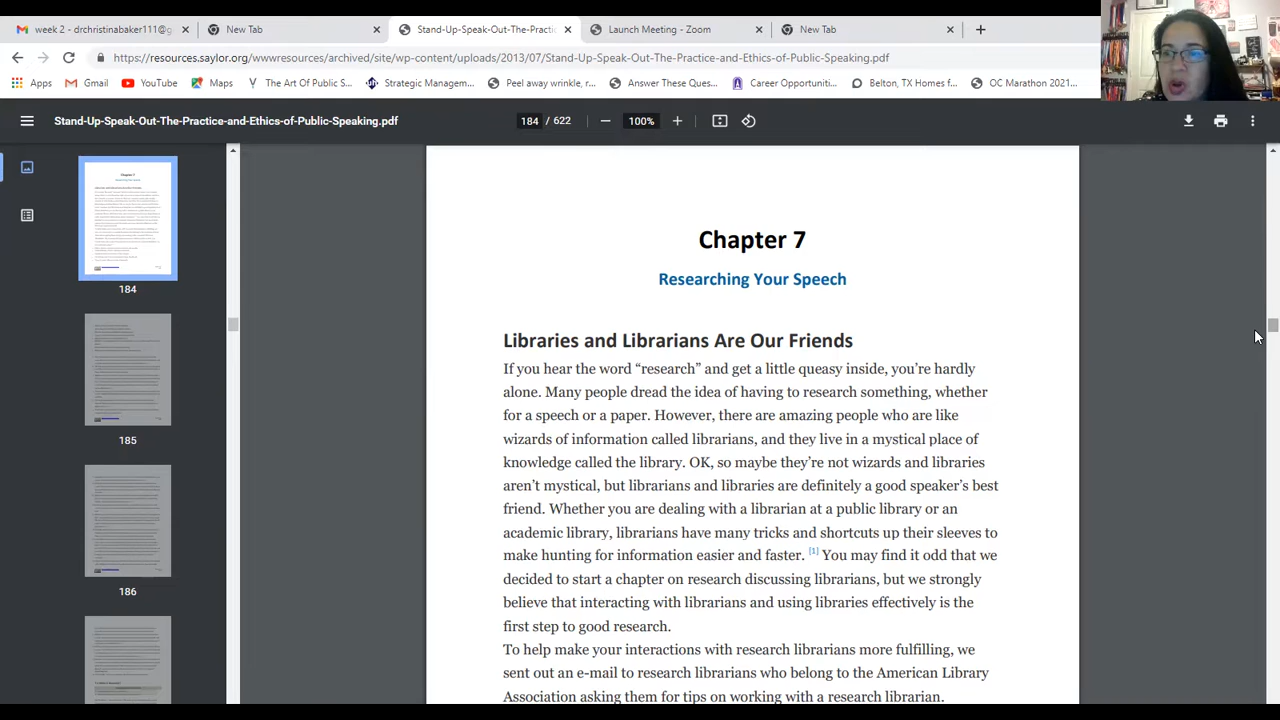 week 2 - drchristinabaker111@g
New Tab
Stand-Up-Speak-Out-The-Practic
Launch Meeting - Zoom
New Tab
https://resources.saylor.org/wwwresources/archived/site/wp-content/uploads/2013/0
Stand-Up-Speak-Out-The-Practice-and-Ethics-of-Public-Speaking.pdf
Apps
Gmail
YouTube
Maps
The Art Of Public S...
Strategic Managem...
Peel away wrinkle, r...
Answer These Ques...
Career Opportuniti...
Belton, TX Homes f...
OC Marathon 2021...
Stand-Up-Speak-Out-The-Practice-and-Ethics-of-Public-Speaking.pdf
184 / 622
100%
184
185
186
Chapter 7
Researching Your Speech
Libraries and Librarians Are Our Friends
If you hear the word “research” and get a little queasy inside, you’re hardly
alone. Many people dread the idea of having to research something, whether
for a speech or a paper. However, there are amazing people who are like
wizards of information called librarians, and they live in a mystical place of
knowledge called the library. OK, so maybe they’re not wizards and libraries
aren’t mystical, but librarians and libraries are definitely a good speaker’s best
friend. Whether you are dealing with a librarian at a public library or an
academic library, librarians have many tricks and shortcuts up their sleeves to
make hunting for information easier and faster. [1] You may find it odd that we
decided to start a chapter on research discussing librarians, but we strongly
believe that interacting with librarians and using libraries effectively is the
first step to good research.
To help make your interactions with research librarians more fulfilling, we
sent out an e-mail to research librarians who belong to the American Library
Association asking them for tips on working with a research librarian.